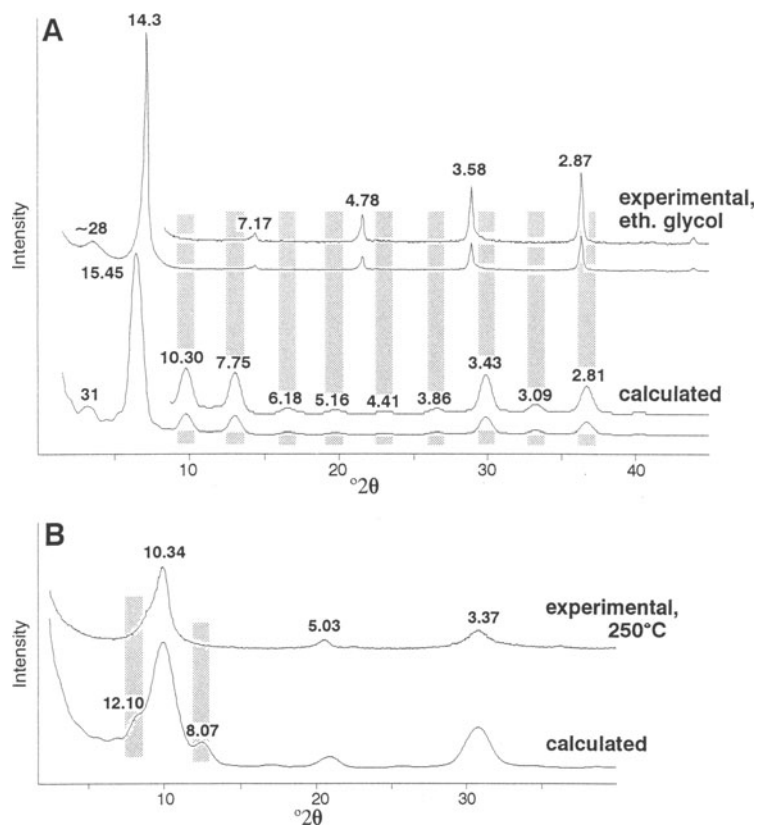 A
14.3
Intensity
~28
7.17
4.78
3.58
2.87
experimental,
eth. glycol
15.45
31
10.30
7.75
6.18
5.16
4.41
3.86
3.43
3.09
2.81
calculated
10
20
30
40
°2θ
B
10.34
Intensity
5.03
3.37
experimental,
250°C
12.10
8.07
calculated
10
20
30
°2θ